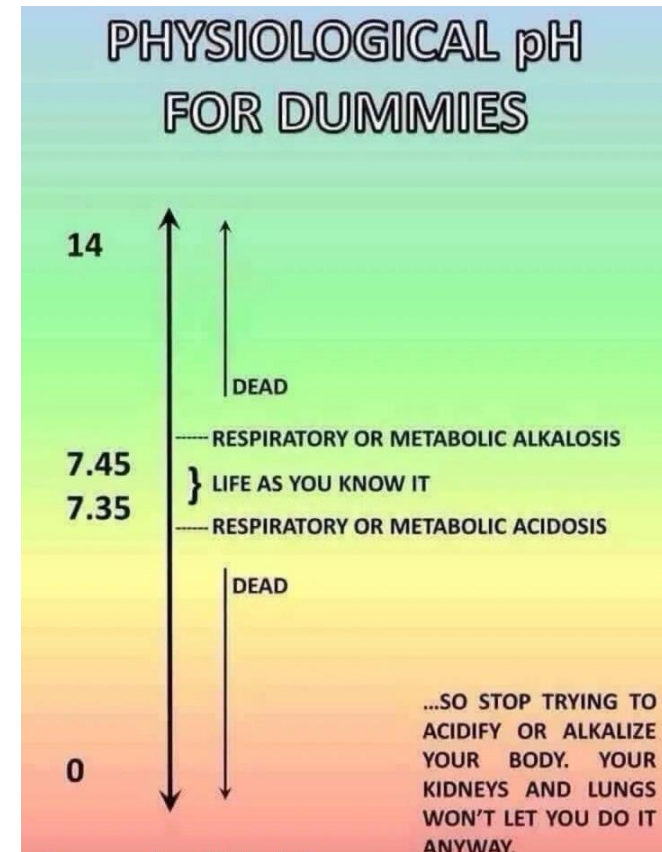 PHYSIOLOGICAL pH
FOR DUMMIES
14
DEAD
RESPIRATORY OR METABOLIC ALKALOSIS
7.45
LIFE AS YOU KNOW IT
7.35
RESPIRATORY OR METABOLIC ACIDOSIS
DEAD
...SO STOP TRYING TO
ACIDIFY OR ALKALIZE
YOUR BODY. YOUR
KIDNEYS AND LUNGS
WON'T LET YOU DO IT
ANYWAY.
0